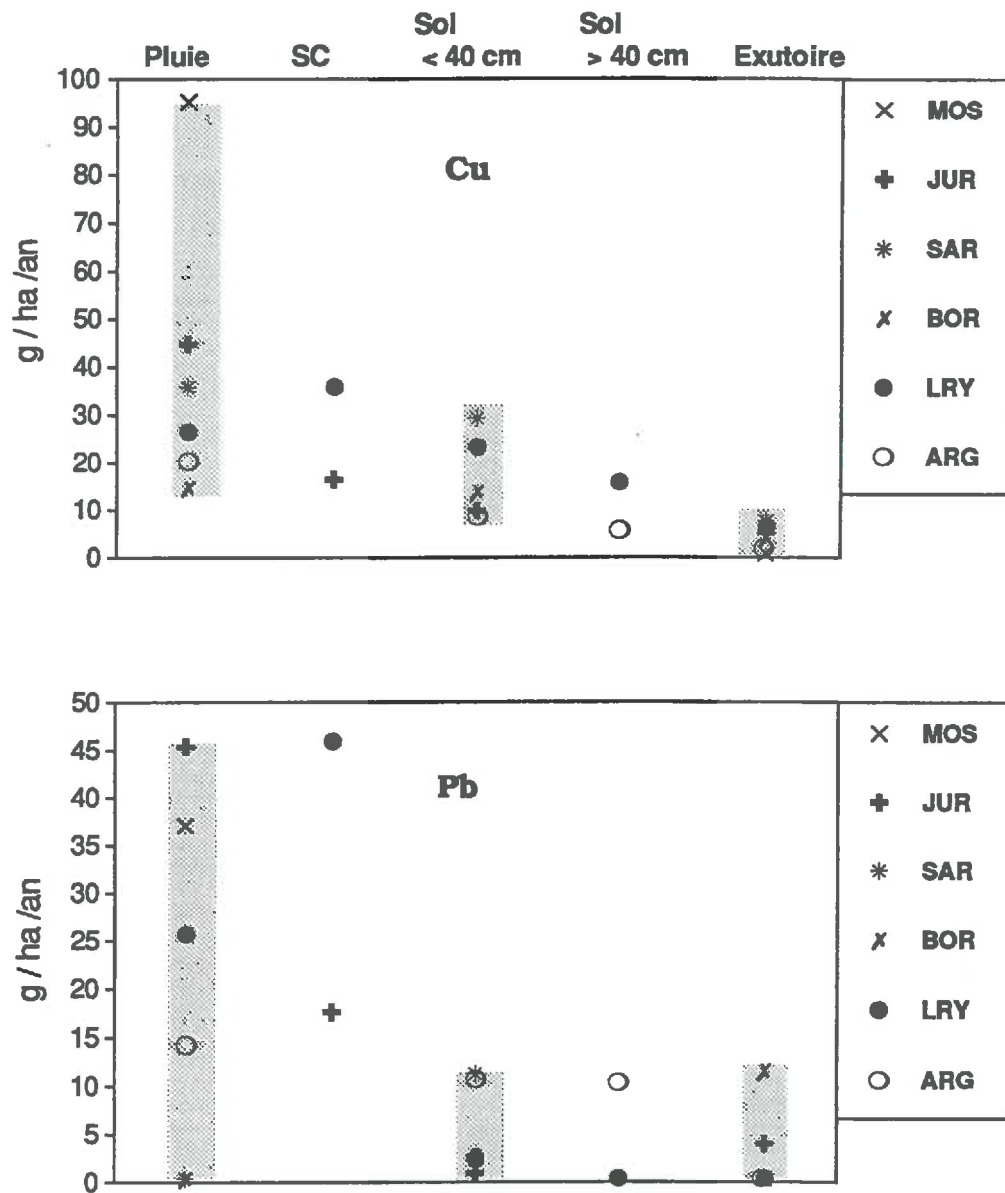 Sol Sol
Pluie SC < 40 cm > 40 cm Exutoire
100
90
80
70
60
50
40
30
20
10
0
g / ha /an
Cu
MOS
JUR
SAR
BOR
LRY
ARG
50
45
40
35
30
25
20
15
10
5
0
g / ha /an
Pb
MOS
JUR
SAR
BOR
LRY
ARG